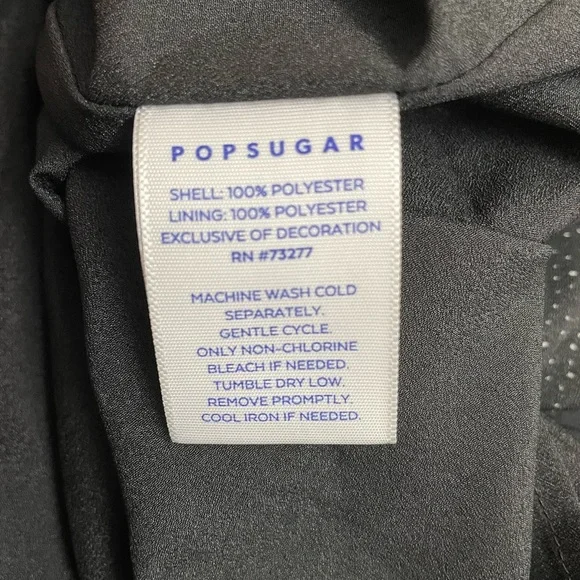 POPSUGAR
SHELL: 100% POLYESTER
LINING: 100% POLYESTER
EXCLUSIVE OF DECORATION
RN #73277
MACHINE WASH COLD
SEPARATELY.
GENTLE CYCLE.
ONLY NON-CHLORINE
BLEACH IF NEEDED.
TUMBLE DRY LOW.
REMOVE PROMPTLY.
COOL IRON IF NEEDED.